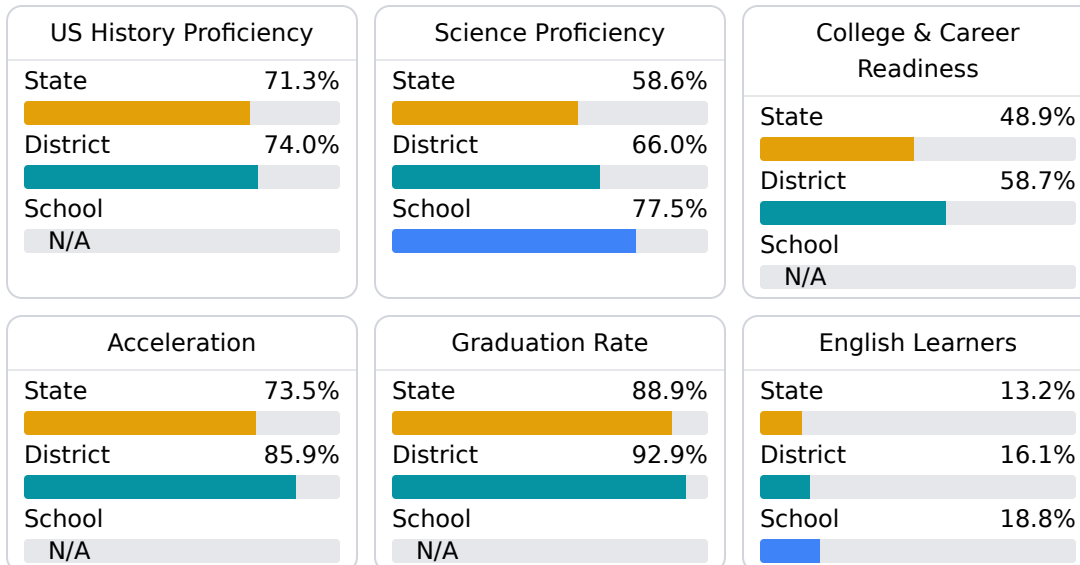 US History Proficiency
State 71.3%
District 74.0%
School
N/A
Science Proficiency
State 58.6%
District 66.0%
School 77.5%
College & Career
Readiness
State 48.9%
District 58.7%
School
N/A
Acceleration
State 73.5%
District 85.9%
School
N/A
Graduation Rate
State 88.9%
District 92.9%
School
N/A
English Learners
State 13.2%
District 16.1%
School 18.8%